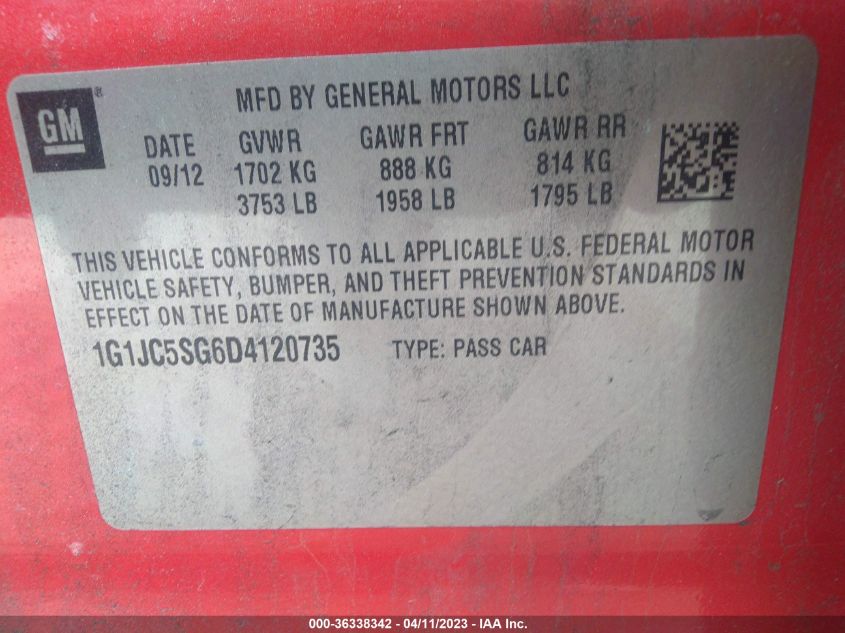 GM®
MFD BY GENERAL MOTORS LLC
DATE GVWR GAWR FRT GAWR RR
09/12 1702 KG 888 KG 814 KG
3753 LB 1958 LB 1795 LB
THIS VEHICLE CONFORMS TO ALL APPLICABLE U.S. FEDERAL MOTOR
VEHICLE SAFETY, BUMPER, AND THEFT PREVENTION STANDARDS IN
EFFECT ON THE DATE OF MANUFACTURE SHOWN ABOVE.
1G1JC5SG6D4120735 TYPE: PASS CAR
000-36338342 - 04/11/2023 - IAA Inc.